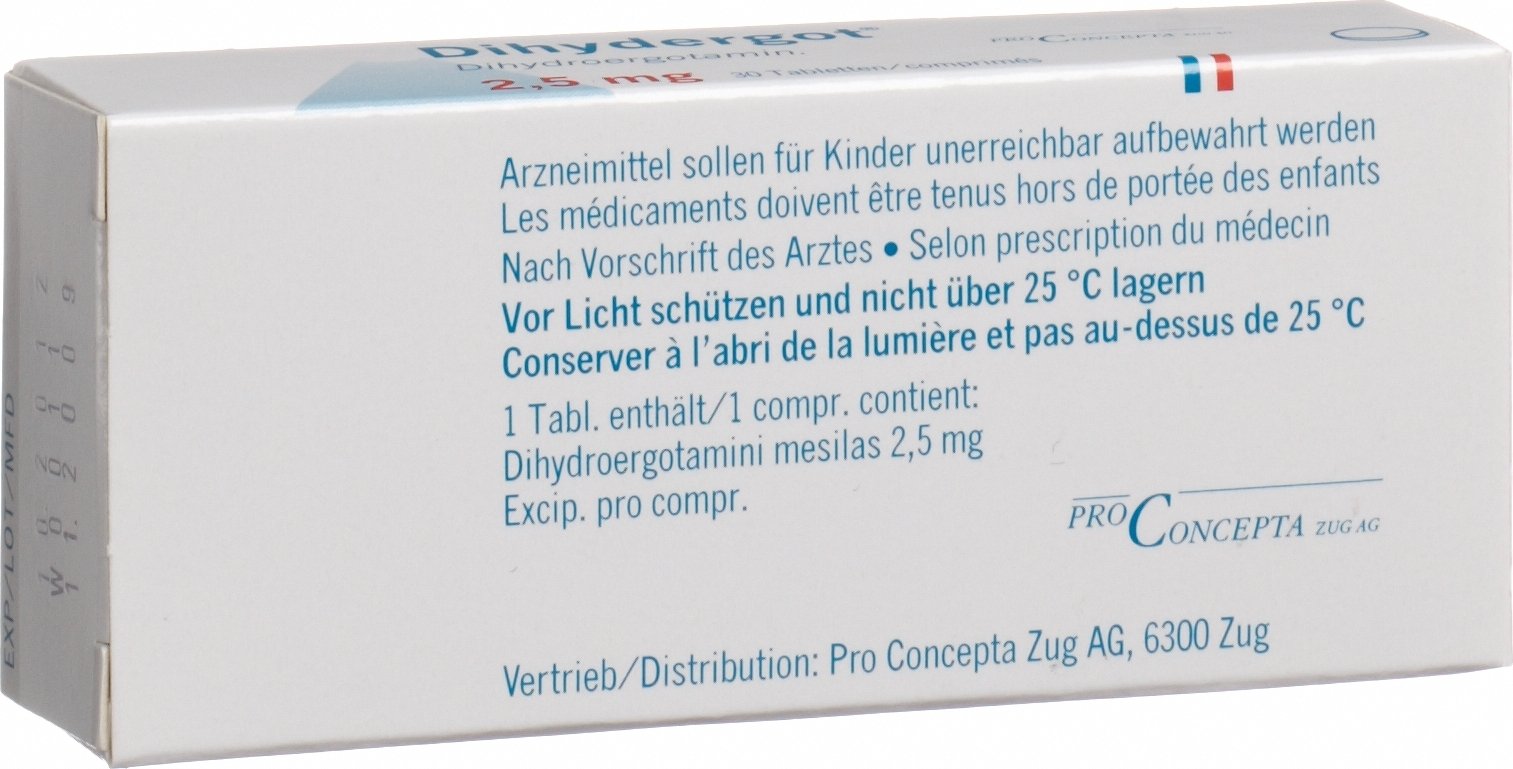 Dihydergot®
Dihydroergotamin.
2,5 mg 30 Tabletten/comprimés
PRO CONCEPTA ZUG AG
Arzneimittel sollen für Kinder unerreichbar aufbewahrt werden
Les médicaments doivent être tenus hors de portée des enfants
Nach Vorschrift des Arztes • Selon prescription du médecin
Vor Licht schützen und nicht über 25 °C lagern
Conserver à l'abri de la lumière et pas au-dessus de 25 °C
1 Tabl. enthält/1 compr. contient:
Dihydroergotamini mesilas 2,5 mg
Excip. pro compr.
PRO CONCEPTA ZUG AG
Vertrieb/Distribution: Pro Concepta Zug AG, 6300 Zug
EXP/LOT/MFD